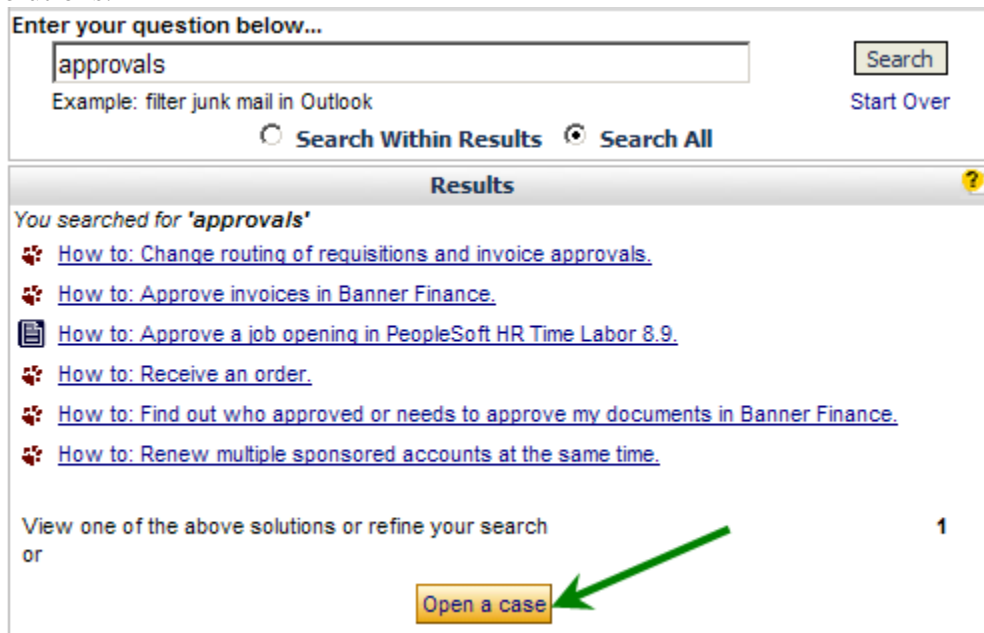 Enter your question below...
approvals
Search
Example: filter junk mail in Outlook
Start Over
Search Within Results
Search All
Results
?
You searched for 'approvals'
How to: Change routing of requisitions and invoice approvals.
How to: Approve invoices in Banner Finance.
How to: Approve a job opening in PeopleSoft HR Time Labor 8.9.
How to: Receive an order.
How to: Find out who approved or needs to approve my documents in Banner Finance.
How to: Renew multiple sponsored accounts at the same time.
View one of the above solutions or refine your search
1
or
Open a case